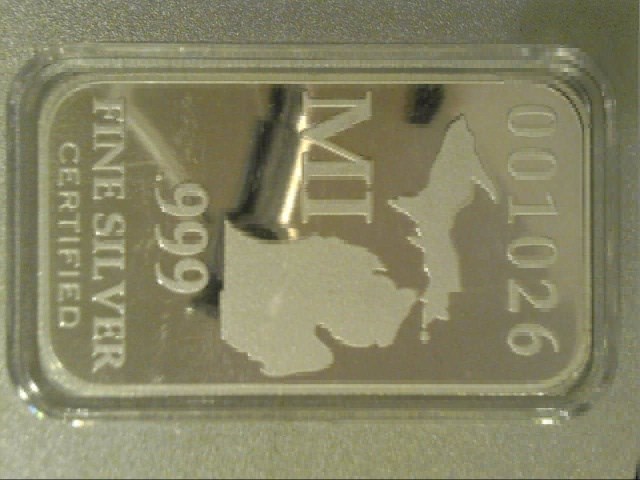 001026
MI
999
FINE SILVER
CERTIFIED